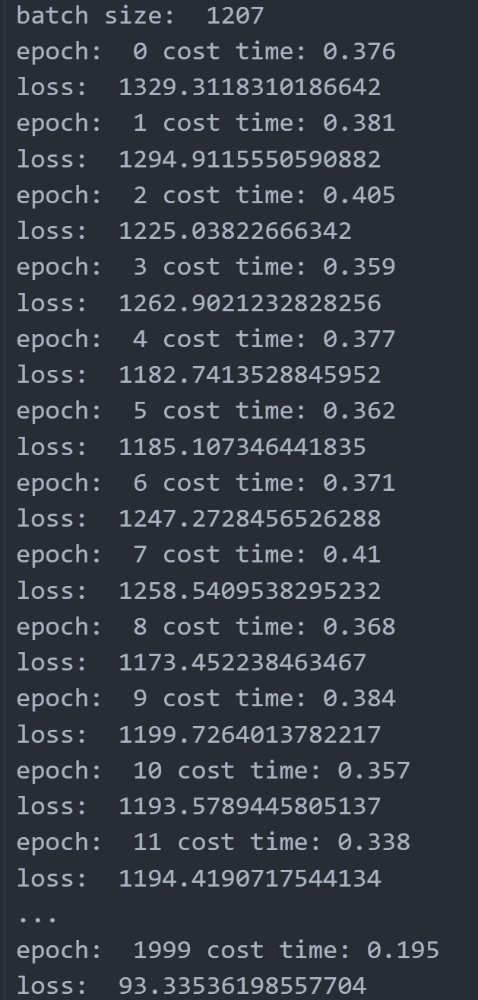 batch size:  1207
epoch:  0 cost time: 0.376
loss:  1329.3118310186642
epoch:  1 cost time: 0.381
loss:  1294.9115550590882
epoch:  2 cost time: 0.405
loss:  1225.03822666342
epoch:  3 cost time: 0.359
loss:  1262.9021232828256
epoch:  4 cost time: 0.377
loss:  1182.7413528845952
epoch:  5 cost time: 0.362
loss:  1185.107346441835
epoch:  6 cost time: 0.371
loss:  1247.2728456526288
epoch:  7 cost time: 0.41
loss:  1258.5409538295232
epoch:  8 cost time: 0.368
loss:  1173.452238463467
epoch:  9 cost time: 0.384
loss:  1199.7264013782217
epoch:  10 cost time: 0.357
loss:  1193.5789445805137
epoch:  11 cost time: 0.338
loss:  1194.4190717544134
...
epoch:  1999 cost time: 0.195
loss:  93.33536198557704